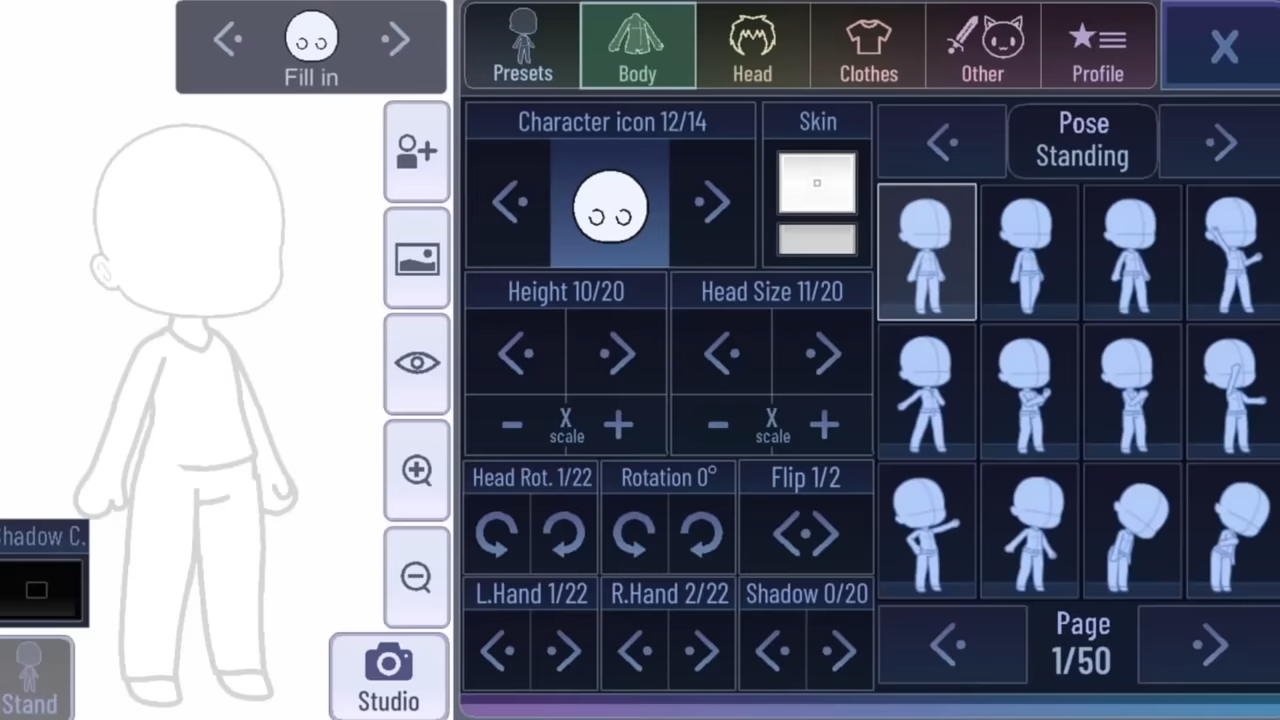 Fill in
Presets
Body
Head
Clothes
Other
Profile
Character icon 12/14
Skin
Pose
Standing
Height 10/20
Head Size 11/20
X
scale
X
scale
Head Rot. 1/22
Rotation 0°
Flip 1/2
L.Hand 1/22
R.Hand 2/22
Shadow 0/20
Shadow C.
Stand
Studio
Page
1/50